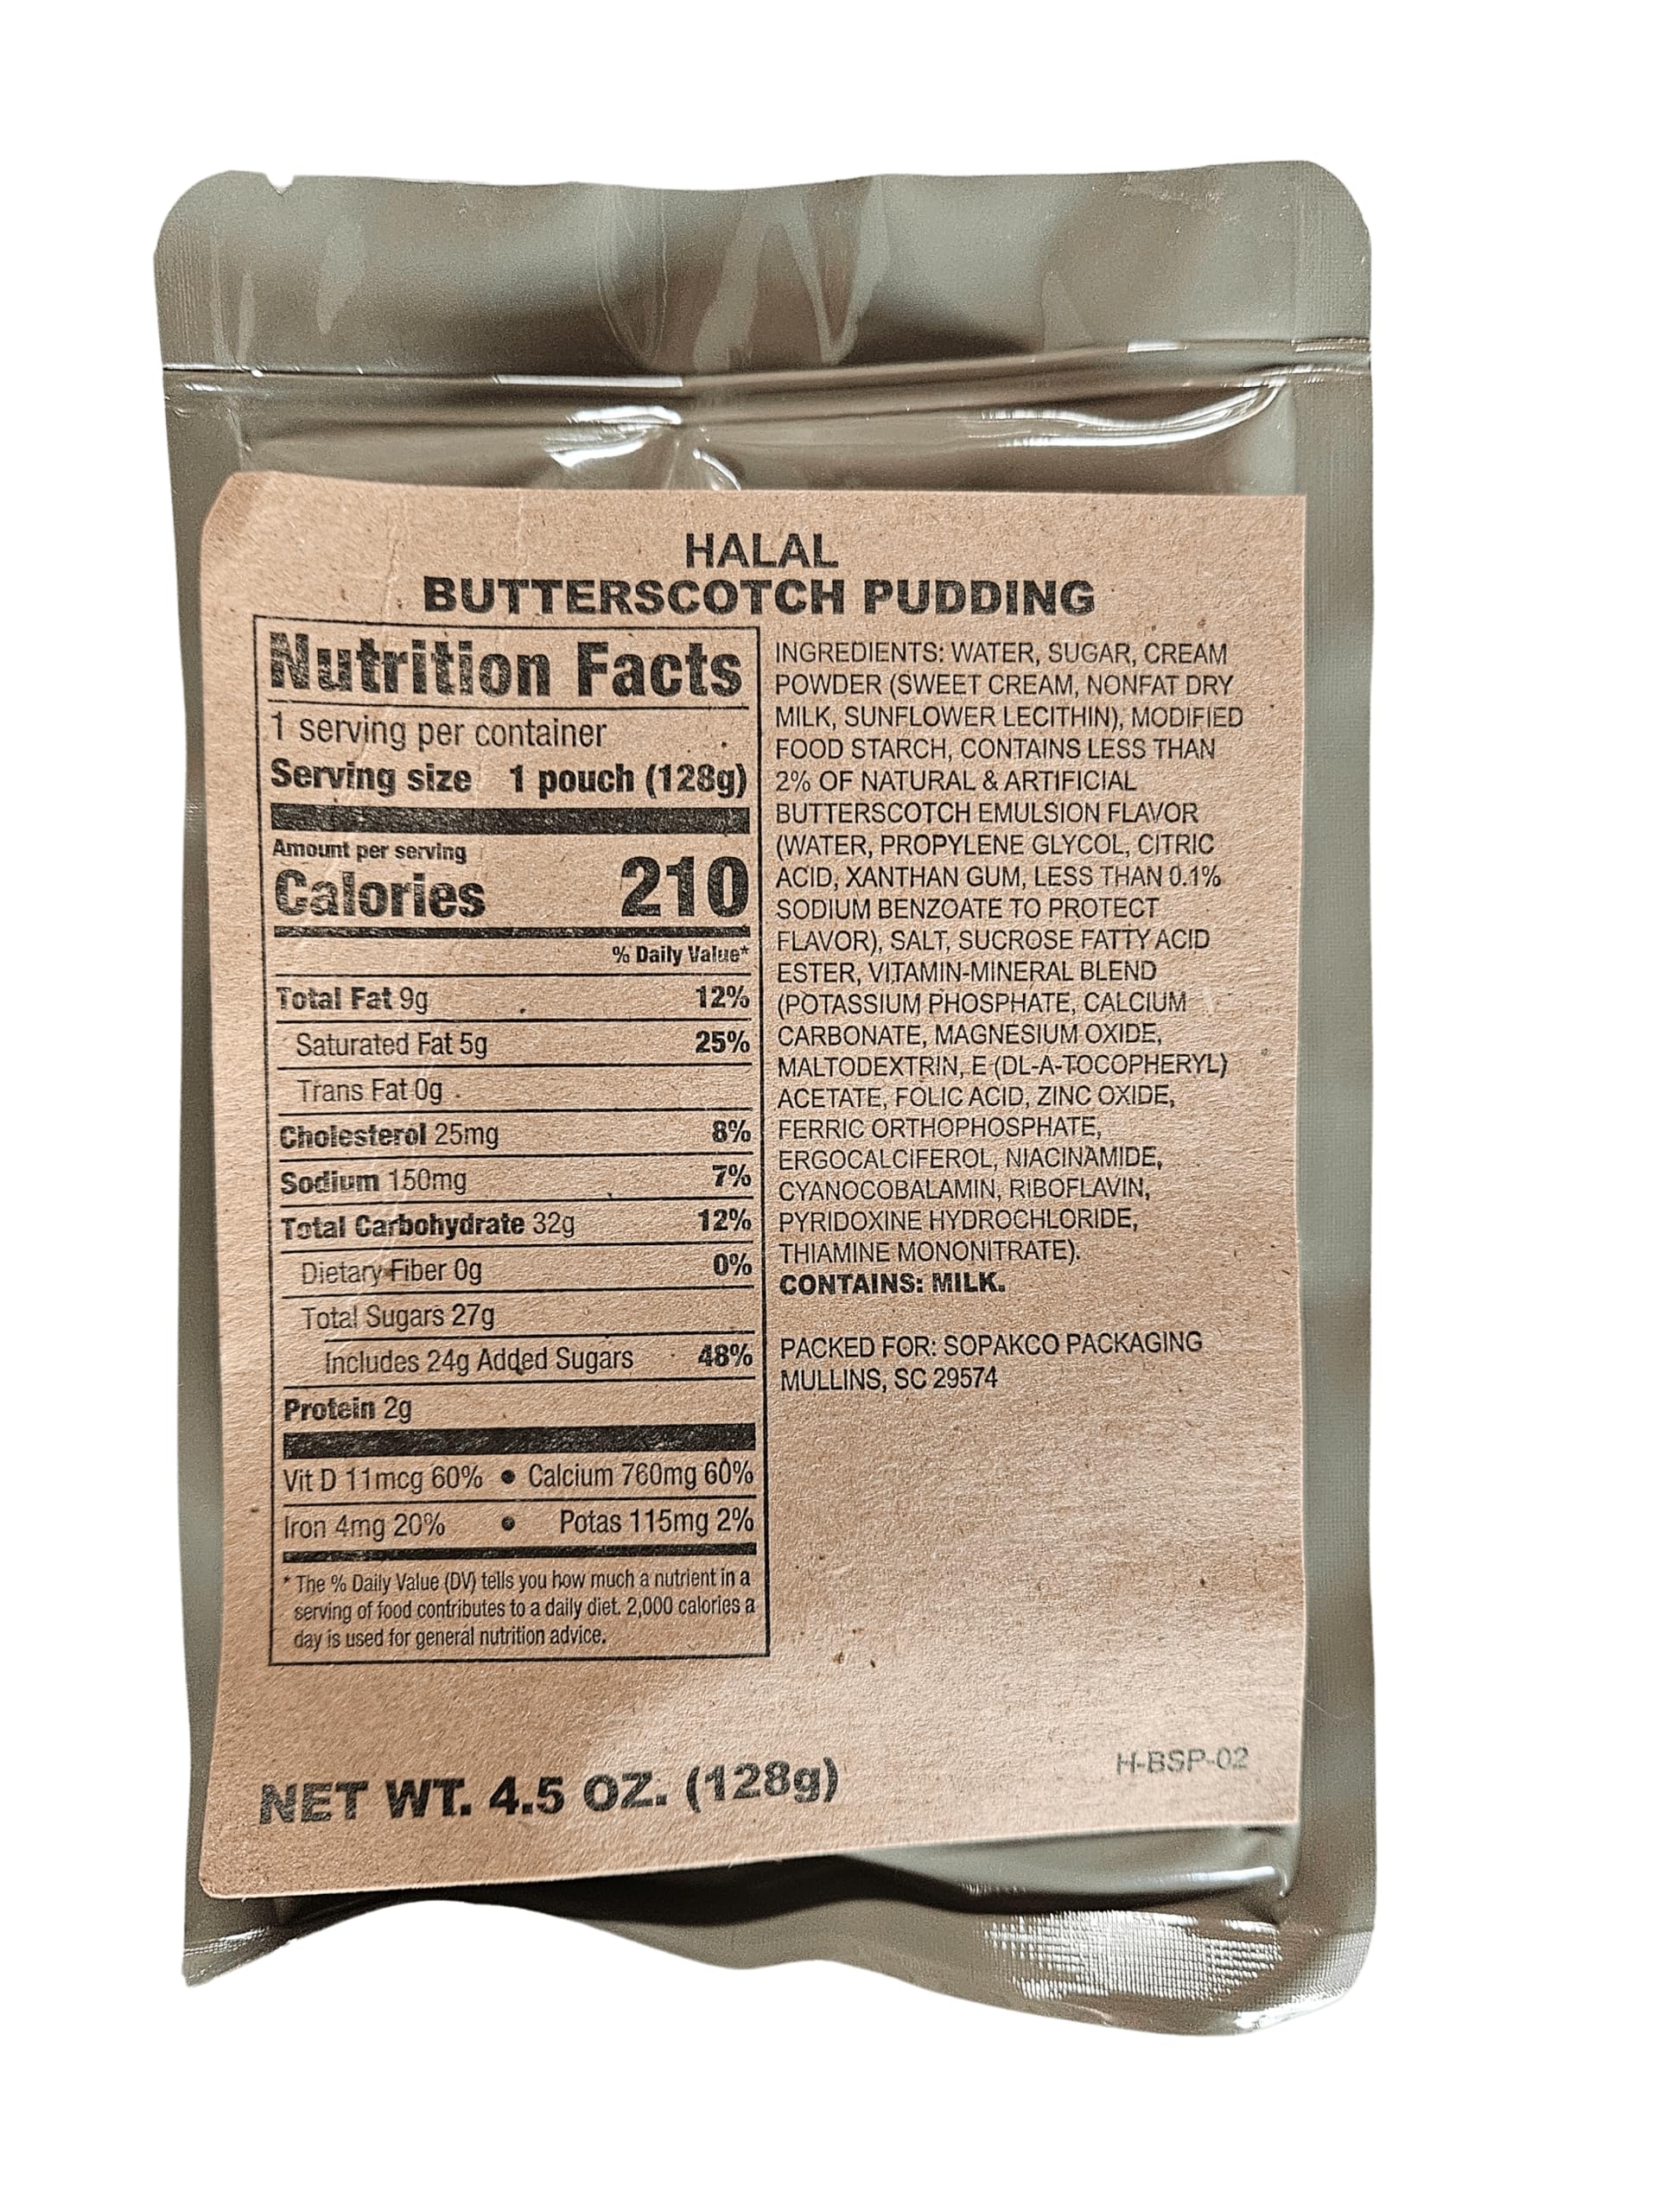 HALAL
BUTTERSCOTCH PUDDING
Nutrition Facts
1 serving per container
Serving size 1 pouch (128g)
Amount per serving
Calories 210
% Daily Value*
Total Fat 9g 12%
Saturated Fat 5g 25%
Trans Fat 0g
Cholesterol 25mg 8%
Sodium 150mg 7%
Total Carbohydrate 32g 12%
Dietary Fiber 0g 0%
Total Sugars 27g
Includes 24g Added Sugars 48%
Protein 2g
Vit D 11mcg 60% • Calcium 760mg 60%
Iron 4mg 20% • Potas 115mg 2%
* The % Daily Value (DV) tells you how much a nutrient in a
serving of food contributes to a daily diet. 2,000 calories a
day is used for general nutrition advice.
INGREDIENTS: WATER, SUGAR, CREAM
POWDER (SWEET CREAM, NONFAT DRY
MILK, SUNFLOWER LECITHIN), MODIFIED
FOOD STARCH, CONTAINS LESS THAN
2% OF NATURAL & ARTIFICIAL
BUTTERSCOTCH EMULSION FLAVOR
(WATER, PROPYLENE GLYCOL, CITRIC
ACID, XANTHAN GUM, LESS THAN 0.1%
SODIUM BENZOATE TO PROTECT
FLAVOR), SALT, SUCROSE FATTY ACID
ESTER, VITAMIN-MINERAL BLEND
(POTASSIUM PHOSPHATE, CALCIUM
CARBONATE, MAGNESIUM OXIDE,
MALTODEXTRIN, E (DL-A-TOCOPHERYL)
ACETATE, FOLIC ACID, ZINC OXIDE,
FERRIC ORTHOPHOSPHATE,
ERGOCALCIFEROL, NIACINAMIDE,
CYANOCOBALAMIN, RIBOFLAVIN,
PYRIDOXINE HYDROCHLORIDE,
THIAMINE MONONITRATE).
CONTAINS: MILK.
PACKED FOR: SOPAKCO PACKAGING
MULLINS, SC 29574
H-BSP-02
NET WT. 4.5 OZ. (128g)